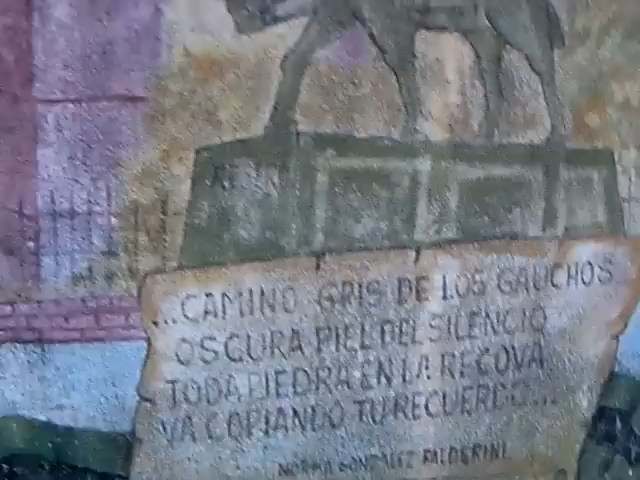 ...CAMINO GRIS DE LOS GAUCHOS
OSCURA PIEL DEL SILENCIO
TODA PIEDRA EN LA RECOVA
VA COPIANDO TU RECUERDO...
NORMA GONZALEZ FALDERINI